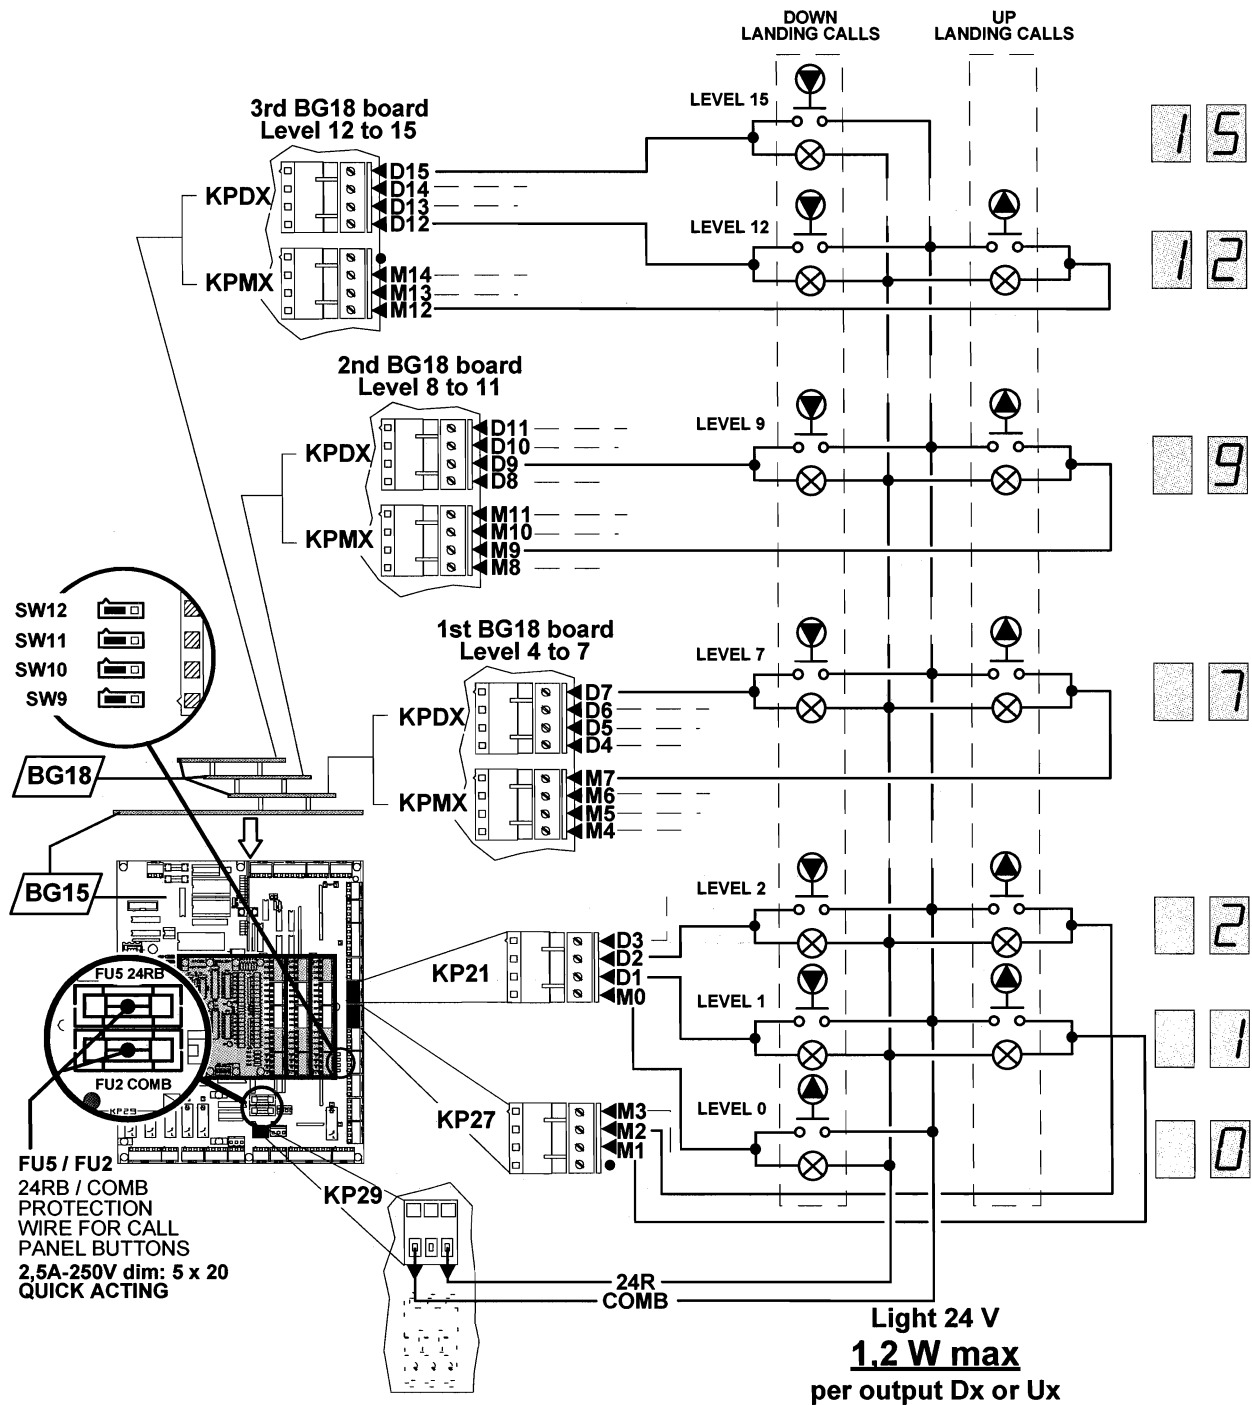 DOWN
LANDING CALLS
UP
LANDING CALLS
3rd BG18 board
Level 12 to 15
LEVEL 15
15
KPDX
D15
D14
D13
D12
LEVEL 12
12
KPMX
M14
M13
M12
2nd BG18 board
Level 8 to 11
KPDX
D11
D10
D9
D8
LEVEL 9
9
KPMX
M11
M10
M9
M8
SW12
SW11
SW10
SW9
1st BG18 board
Level 4 to 7
LEVEL 7
7
KPDX
D7
D6
D5
D4
KPMX
M7
M6
M5
M4
BG18
BG15
LEVEL 2
2
KP21
D3
D2
D1
M0
LEVEL 1
1
FU5 24RB
FU2 COMB
KP29
KP27
M3
M2
M1
LEVEL 0
0
FU5 / FU2
24RB / COMB
PROTECTION
WIRE FOR CALL
PANEL BUTTONS
2,5A-250V dim: 5 x 20
QUICK ACTING
KP29
24R
COMB
Light 24 V
1,2 W max
per output Dx or Ux